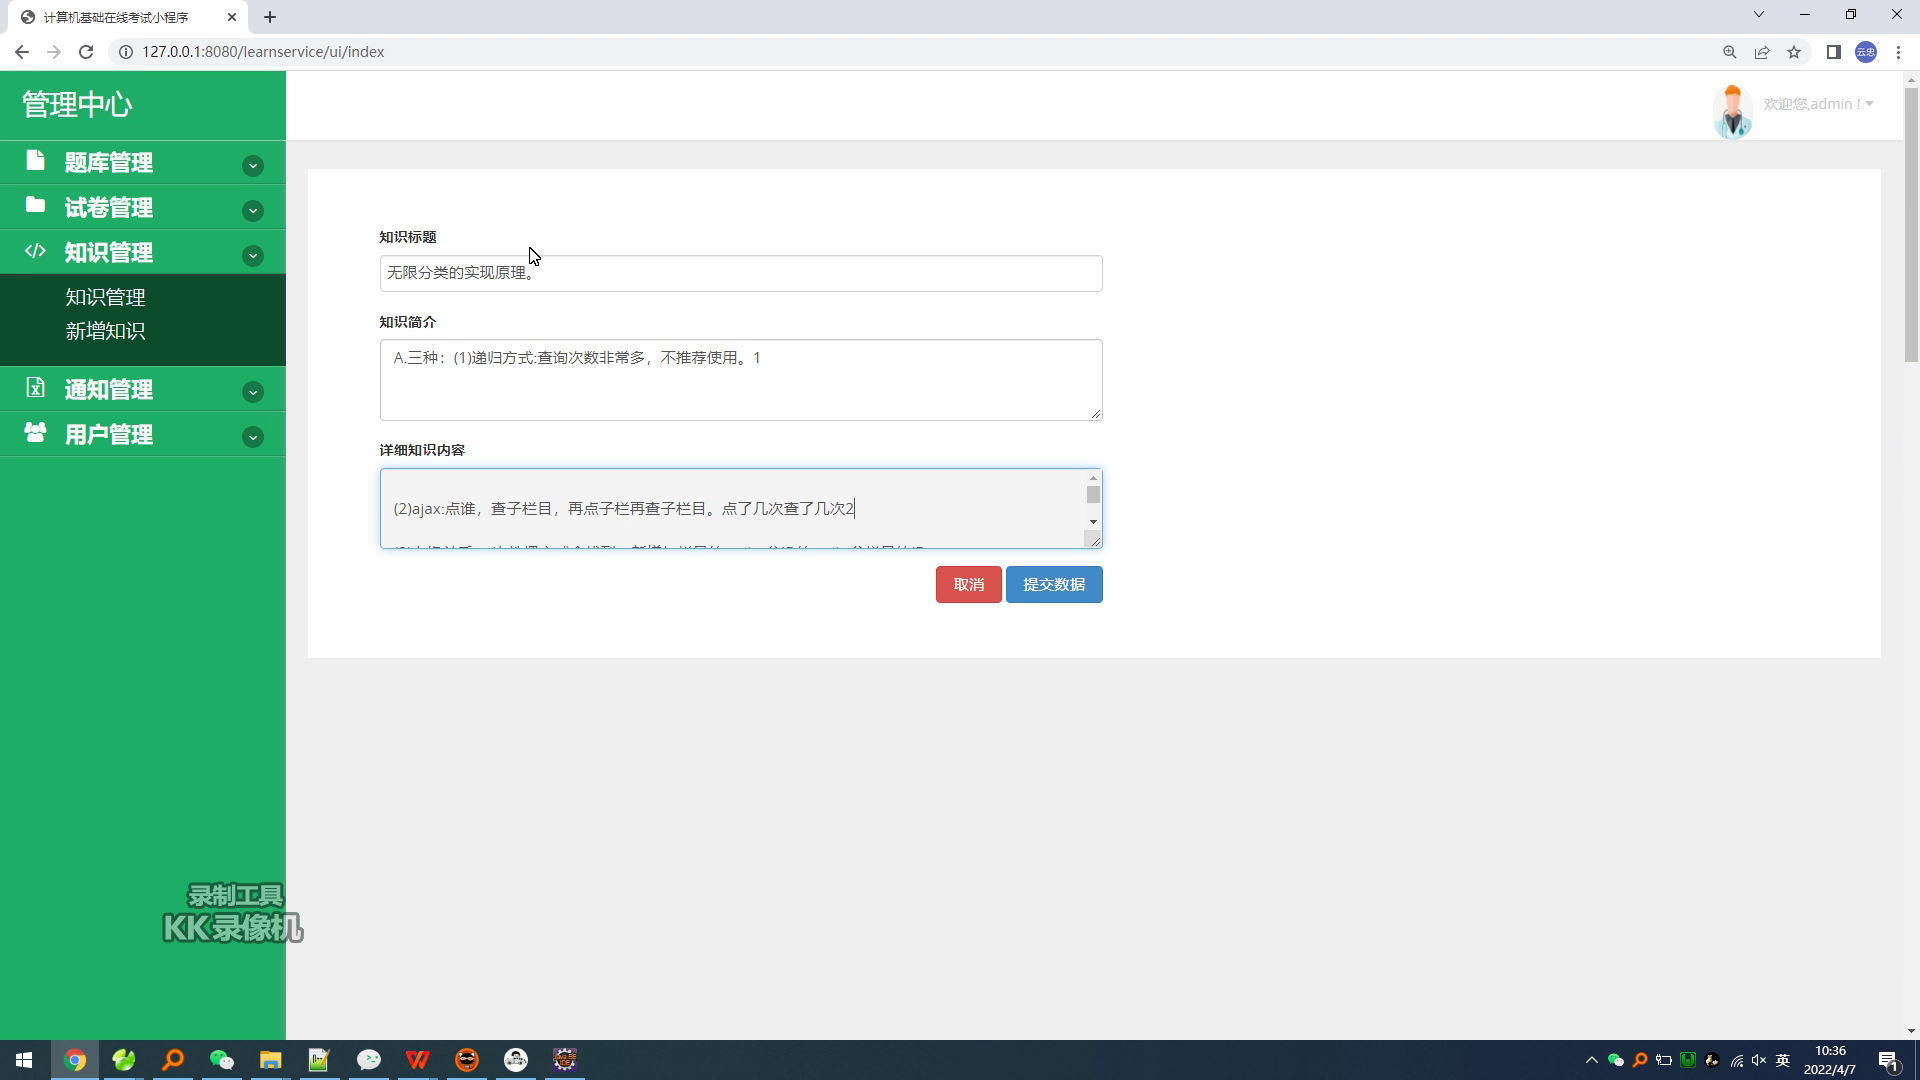 计算机基础在线考试小程序
127.0.0.1:8080/learnservice/ui/index
云忠
管理中心
欢迎您,admin !
题库管理
试卷管理
知识管理
知识管理
新增知识
通知管理
用户管理
知识标题
无限分类的实现原理。
知识简介
A.三种：(1)递归方式:查询次数非常多，不推荐使用。1
详细知识内容
(2)ajax:点谁，查子栏目，再点子栏再查子栏目。点了几次查了几次2
取消
提交数据
录制工具
KK录像机
英
10:36
2022/4/7
1